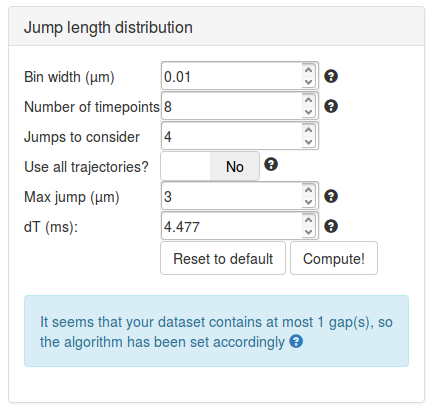 Jump length distribution
Bin width (µm) 0.01
Number of timepoints 8
Jumps to consider 4
Use all trajectories? No
Max jump (µm) 3
dT (ms): 4.477
Reset to default Compute!
It seems that your dataset contains at most 1 gap(s), so
the algorithm has been set accordingly